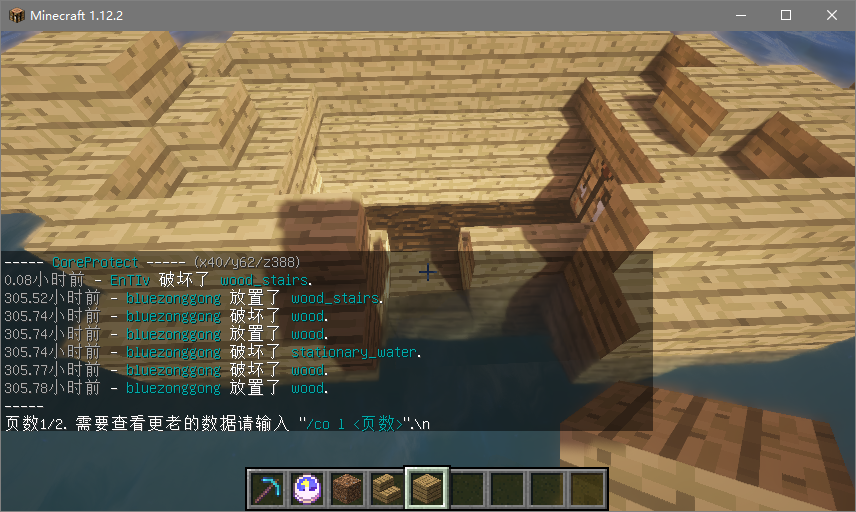 Minecraft 1.12.2
----- CoreProtect ----- (x40/y62/z388)
0.08小时前 - EnTIv 破坏了 wood_stairs.
305.52小时前 - bluezonggong 放置了 wood_stairs.
305.74小时前 - bluezonggong 破坏了 wood.
305.74小时前 - bluezonggong 放置了 wood.
305.74小时前 - bluezonggong 破坏了 stationary_water.
305.77小时前 - bluezonggong 破坏了 wood.
305.78小时前 - bluezonggong 放置了 wood.
-----
页数1/2. 需要查看更老的数据请输入 "/co l <页数>".\n
1